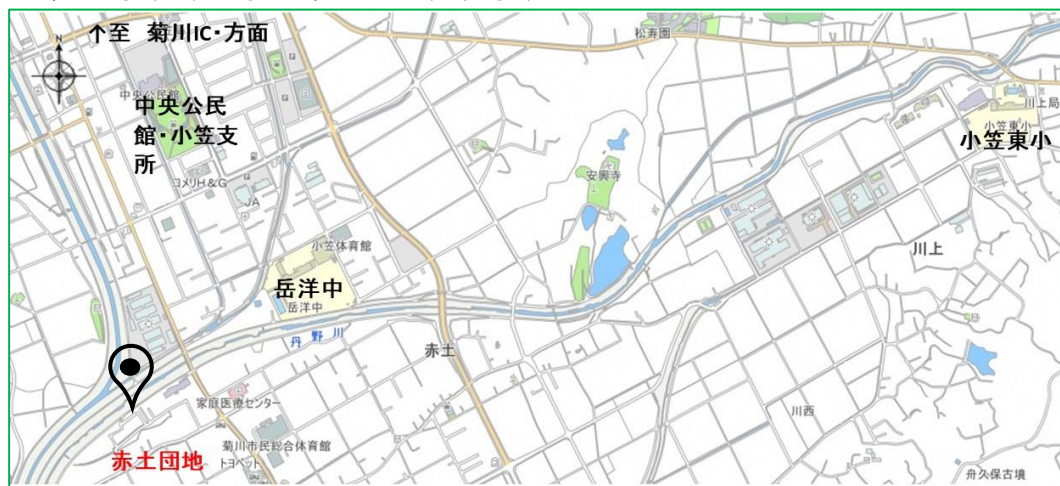 N
↑至 菊川IC・方面
松寿園
中央公民館
中央公民
館・小笠支
所
川上局
小笠東小
小笠東小
コメリH&G
JA
安興寺
小笠体育館
川上
岳洋中
岳洋中
丹野川
赤土
家庭医療センター
川西
菊川市民総合体育館
トヨペット
赤土団地
舟久保古墳